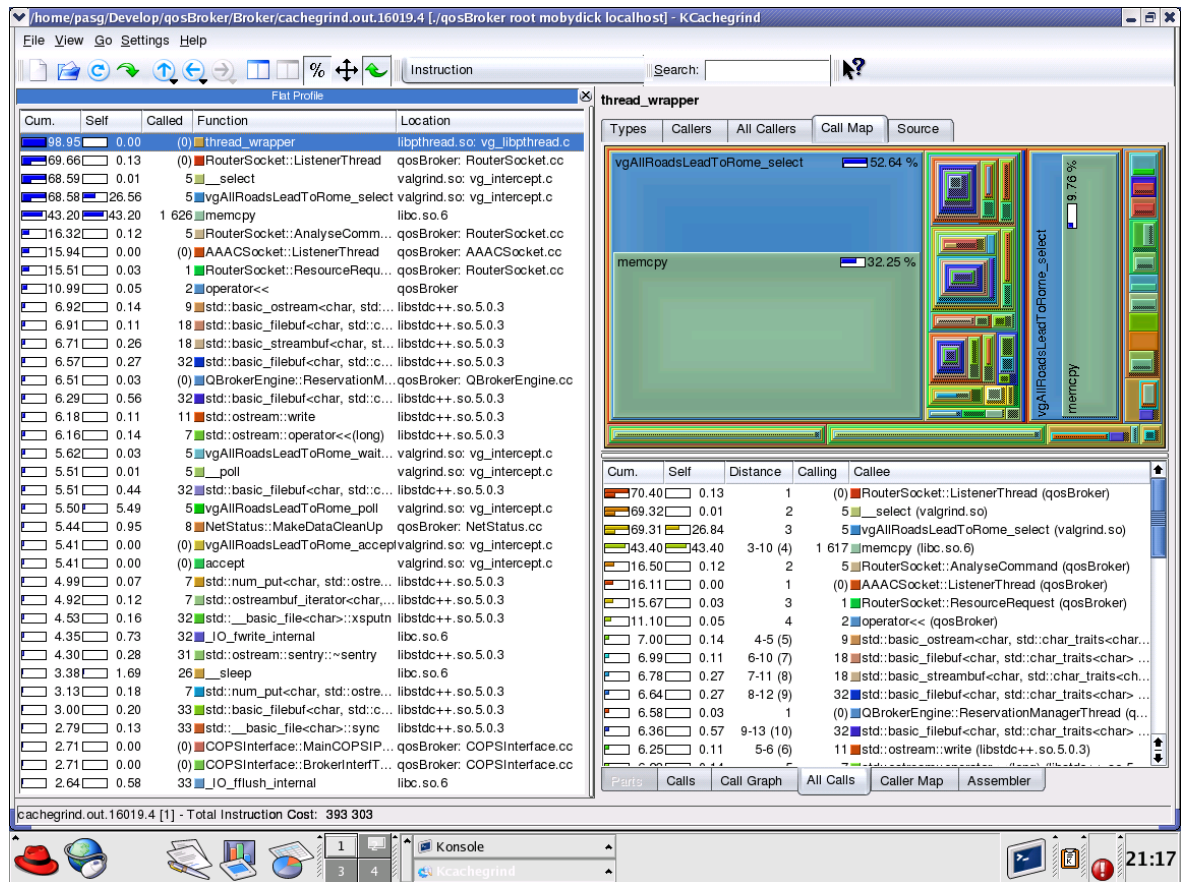 /home/pasg/Develop/qosBroker/Broker/cachegrind.out.16019.4 [./qosBroker root mobydick localhost] - KCachegrind
File View Go Settings Help
% Instruction Search:
Flat Profile
Cum. Self Called Function Location
98.95 0.00 (0) thread_wrapper libpthread.so: vg_libpthread.c
69.66 0.13 (0) RouterSocket::ListenerThread qosBroker: RouterSocket.cc
68.59 0.01 5 __select valgrind.so: vg_intercept.c
68.58 26.56 5 vgAllRoadsLeadToRome_select valgrind.so: vg_intercept.c
43.20 43.20 1 626 memcpy libc.so.6
16.32 0.12 5 RouterSocket::AnalyseComm... qosBroker: RouterSocket.cc
15.94 0.00 (0) AAACSocket::ListenerThread qosBroker: AAACSocket.cc
15.51 0.03 1 RouterSocket::ResourceRequ... qosBroker: RouterSocket.cc
10.99 0.05 2 operator<< qosBroker
6.92 0.14 9 std::basic_ostream<char, std:... libstdc++.so.5.0.3
6.91 0.11 18 std::basic_filebuf<char, std::c... libstdc++.so.5.0.3
6.71 0.26 18 std::basic_streambuf<char, st... libstdc++.so.5.0.3
6.57 0.27 32 std::basic_filebuf<char, std::c... libstdc++.so.5.0.3
6.51 0.03 (0) QBrokerEngine::ReservationM... qosBroker: QBrokerEngine.cc
6.29 0.56 32 std::basic_filebuf<char, std::c... libstdc++.so.5.0.3
6.18 0.11 11 std::ostream::write libstdc++.so.5.0.3
6.16 0.14 7 std::ostream::operator<<(long) libstdc++.so.5.0.3
5.62 0.03 5 vgAllRoadsLeadToRome_wait... valgrind.so: vg_intercept.c
5.51 0.01 5 __poll valgrind.so: vg_intercept.c
5.51 0.44 32 std::basic_filebuf<char, std::c... libstdc++.so.5.0.3
5.50 5.49 5 vgAllRoadsLeadToRome_poll valgrind.so: vg_intercept.c
5.44 0.95 8 NetStatus::MakeDataCleanUp qosBroker: NetStatus.cc
5.41 0.00 (0) vgAllRoadsLeadToRome_accept valgrind.so: vg_intercept.c
5.41 0.00 (0) accept valgrind.so: vg_intercept.c
4.99 0.07 7 std::num_put<char, std::ostre... libstdc++.so.5.0.3
4.92 0.12 7 std::ostreambuf_iterator<char,... libstdc++.so.5.0.3
4.53 0.16 32 std::__basic_file<char>::xsputn libstdc++.so.5.0.3
4.35 0.73 32 _IO_fwrite_internal libc.so.6
4.30 0.28 31 std::ostream::sentry::~sentry libstdc++.so.5.0.3
3.38 1.69 26 __sleep libc.so.6
3.13 0.18 7 std::num_put<char, std::ostre... libstdc++.so.5.0.3
3.00 0.20 33 std::basic_filebuf<char, std::c... libstdc++.so.5.0.3
2.79 0.13 33 std::__basic_file<char>::sync libstdc++.so.5.0.3
2.71 0.00 (0) COPSInterface::MainCOPSIP... qosBroker: COPSInterface.cc
2.71 0.00 (0) COPSInterface::BrokerInterfT... qosBroker: COPSInterface.cc
2.64 0.58 33 _IO_fflush_internal libc.so.6
thread_wrapper
Types Callers All Callers Call Map Source
vgAllRoadsLeadToRome_select 52.64 %
memcpy 32.25 %
vgAllRoadsLeadToRome_select
memcpy 9.76 %
Cum. Self Distance Calling Callee
70.40 0.13 1 (0) RouterSocket::ListenerThread (qosBroker)
69.32 0.01 2 5 __select (valgrind.so)
69.31 26.84 3 5 vgAllRoadsLeadToRome_select (valgrind.so)
43.40 43.40 3-10 (4) 1 617 memcpy (libc.so.6)
16.50 0.12 2 5 RouterSocket::AnalyseCommand (qosBroker)
16.11 0.00 1 (0) AAACSocket::ListenerThread (qosBroker)
15.67 0.03 3 1 RouterSocket::ResourceRequest (qosBroker)
11.10 0.05 4 2 operator<< (qosBroker)
7.00 0.14 4-5 (5) 9 std::basic_ostream<char, std::char_traits<char...
6.99 0.11 6-10 (7) 18 std::basic_filebuf<char, std::char_traits<char> ...
6.78 0.27 7-11 (8) 18 std::basic_streambuf<char, std::char_traits<ch...
6.64 0.27 8-12 (9) 32 std::basic_filebuf<char, std::char_traits<char> ...
6.58 0.03 1 (0) QBrokerEngine::ReservationManagerThread (q...
6.36 0.57 9-13 (10) 32 std::basic_filebuf<char, std::char_traits<char> ...
6.25 0.11 5-6 (6) 11 std::ostream::write (libstdc++.so.5.0.3)
Parts Calls Call Graph All Calls Caller Map Assembler
cachegrind.out.16019.4 [1] - Total Instruction Cost: 393 303
1 3 4
Konsole
Kcachegrind
21:17